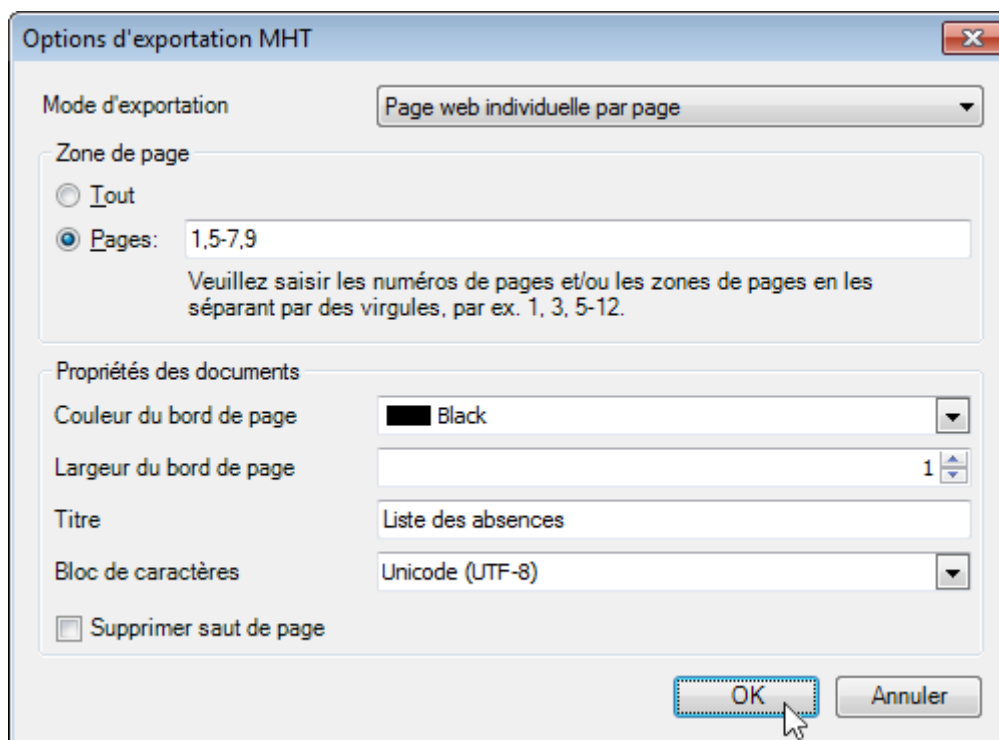 Options d'exportation MHT
Mode d'exportation
Page web individuelle par page
Zone de page
Tout
Pages:
1,5-7,9
Veuillez saisir les numéros de pages et/ou les zones de pages en les
séparant par des virgules, par ex. 1, 3, 5-12.
Propriétés des documents
Couleur du bord de page
Black
Largeur du bord de page
1
Titre
Liste des absences
Bloc de caractères
Unicode (UTF-8)
Supprimer saut de page
OK
Annuler